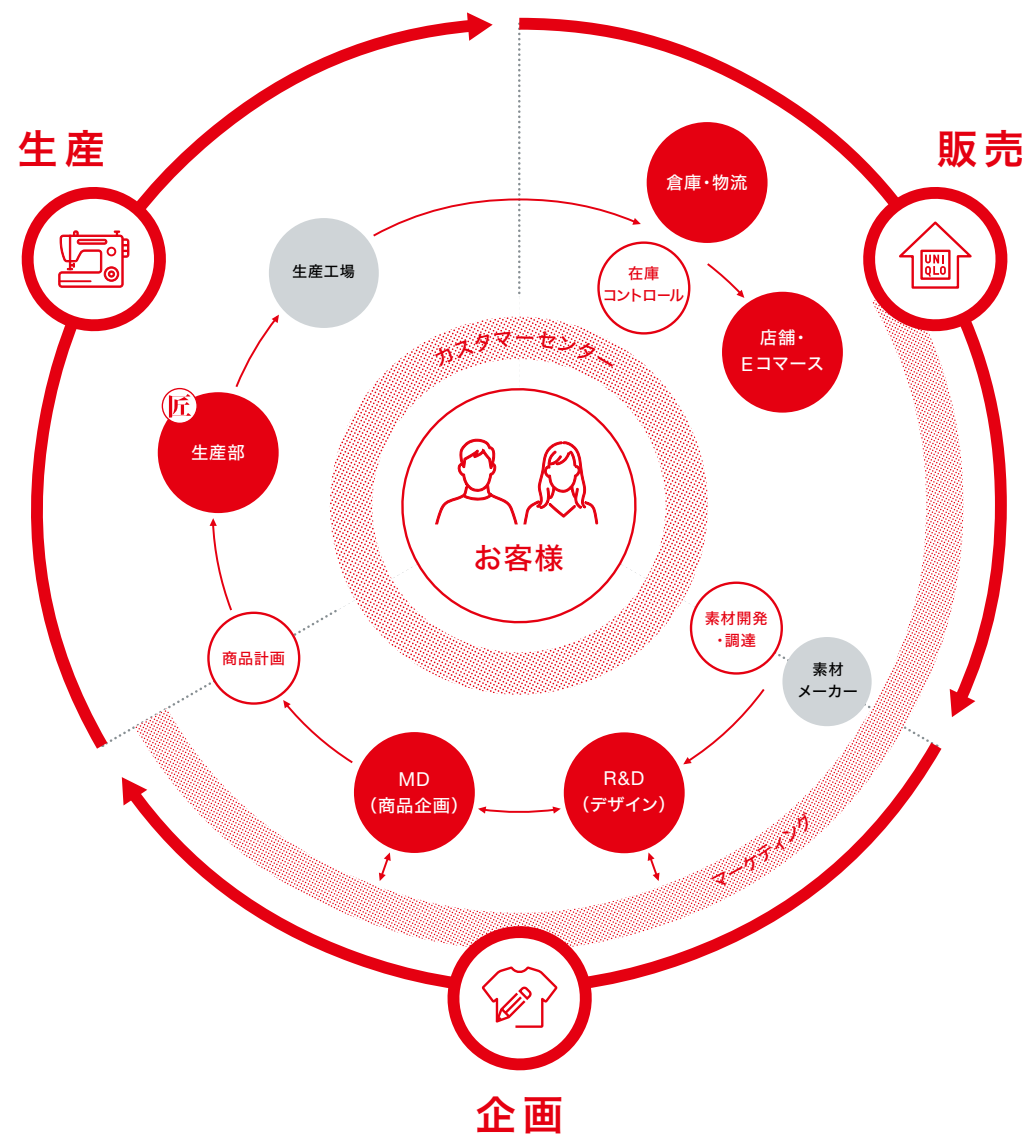 生産
販売
倉庫・物流
生産工場
在庫
コントロール
UNI
QLO
店舗・
Eコマース
カスタマーセンター
匠
生産部
お客様
商品計画
素材開発
・調達
素材
メーカー
MD
（商品企画）
R&D
（デザイン）
マーケティング
企画